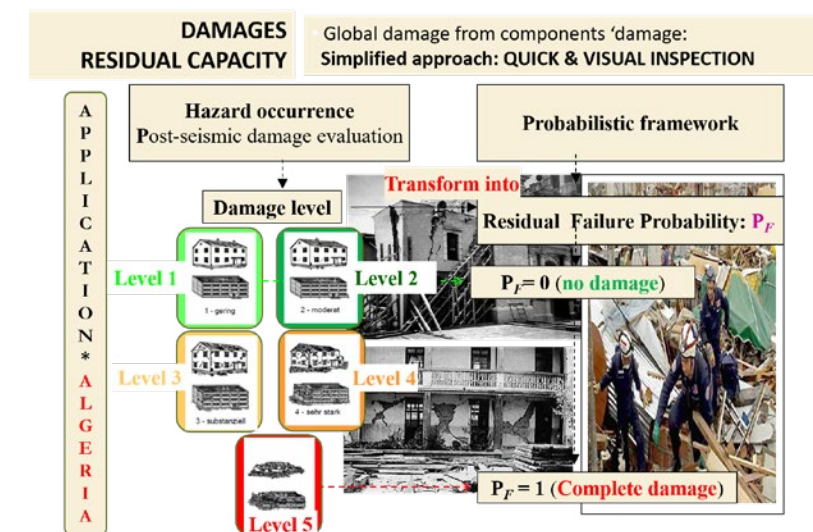 DAMAGES
RESIDUAL CAPACITY
Global damage from components ‘damage:
Simplified approach: QUICK & VISUAL INSPECTION
APPLICATION*ALGERIA
Hazard occurrence
Post-seismic damage evaluation
Probabilistic framework
Transform into
Damage level
Residual Failure Probability: PF
Level 1
1 - gering
Level 2
2 - moderat
PF= 0 (no damage)
Level 3
3 - substanziell
Level 4
4 - sehr stark
Level 5
PF = 1 (Complete damage)